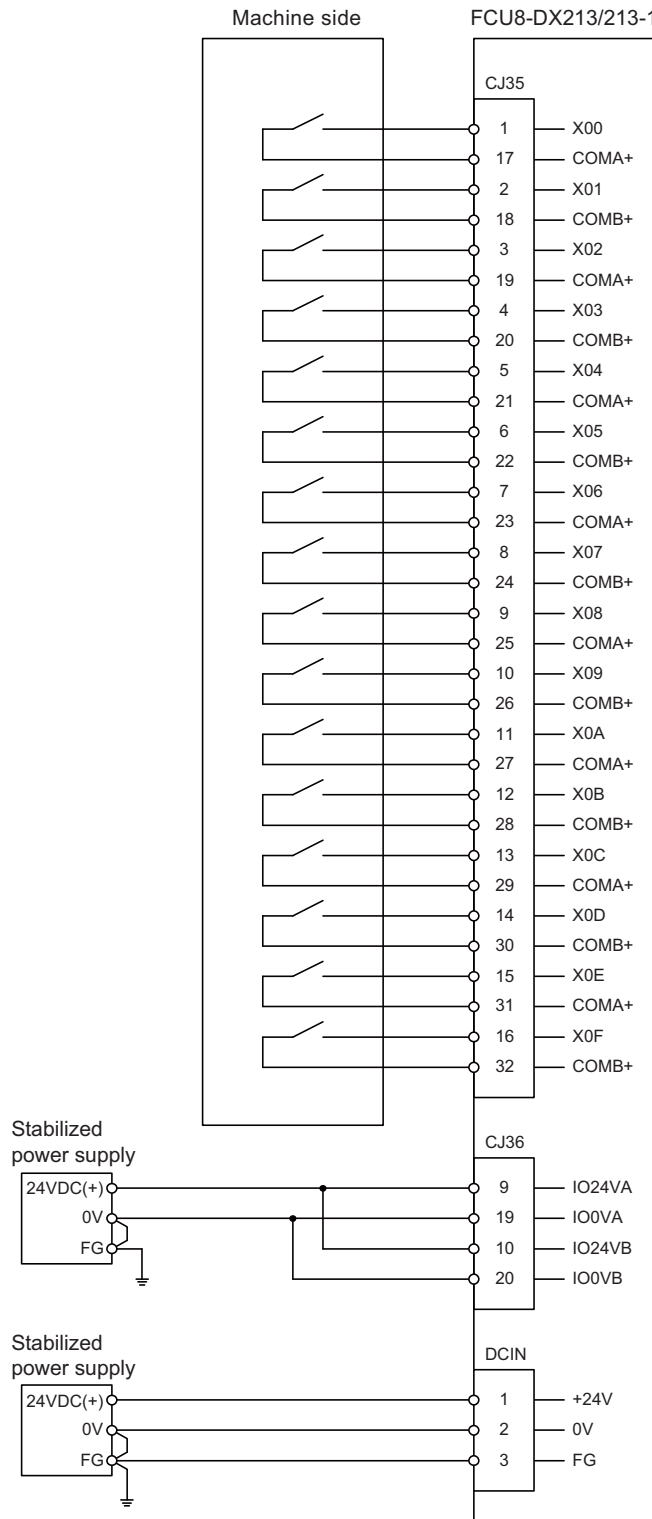 Machine side
FCU8-DX213/213-1
CJ35
1 X00
17 COMA+
2 X01
18 COMB+
3 X02
19 COMA+
4 X03
20 COMB+
5 X04
21 COMA+
6 X05
22 COMB+
7 X06
23 COMA+
8 X07
24 COMB+
9 X08
25 COMA+
10 X09
26 COMB+
11 X0A
27 COMA+
12 X0B
28 COMB+
13 X0C
29 COMA+
14 X0D
30 COMB+
15 X0E
31 COMA+
16 X0F
32 COMB+
Stabilized
power supply
CJ36
24VDC(+) 9 IO24VA
0V 19 IO0VA
FG 10 IO24VB
20 IO0VB
Stabilized
power supply
DCIN
24VDC(+) 1 +24V
0V 2 0V
FG 3 FG